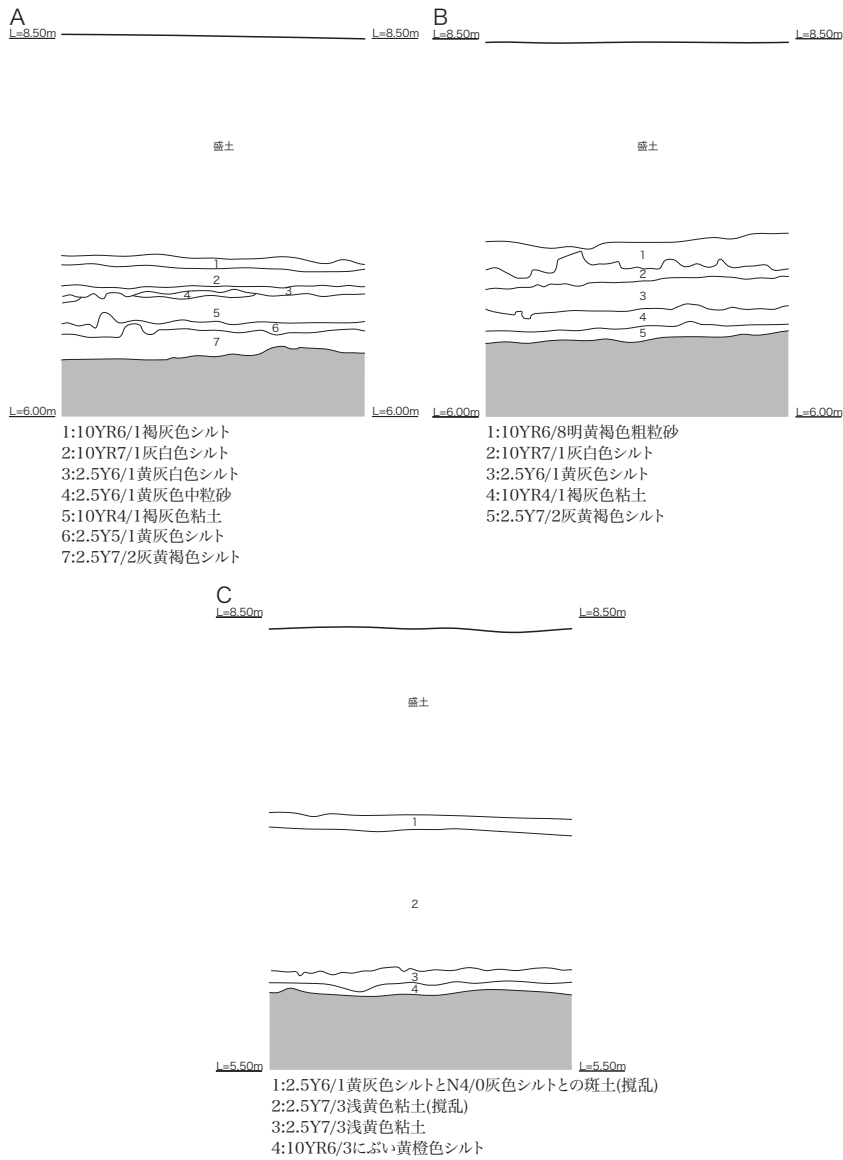 A
L=8.50m
L=8.50m
盛土
1
2
3
4
5
6
7
L=6.00m
L=6.00m
1:10YR6/1褐灰色シルト
2:10YR7/1灰白色シルト
3:2.5Y6/1黄灰白色シルト
4:2.5Y6/1黄灰色中粒砂
5:10YR4/1褐灰色粘土
6:2.5Y5/1黄灰色シルト
7:2.5Y7/2灰黄褐色シルト
B
L=8.50m
L=8.50m
盛土
1
2
3
4
5
L=6.00m
L=6.00m
1:10YR6/8明黄褐色粗粒砂
2:10YR7/1灰白色シルト
3:2.5Y6/1黄灰色シルト
4:10YR4/1褐灰色粘土
5:2.5Y7/2灰黄褐色シルト
C
L=8.50m
L=8.50m
盛土
1
2
3
4
L=5.50m
L=5.50m
1:2.5Y6/1黄灰色シルトとN4/0灰色シルトとの斑土(撹乱)
2:2.5Y7/3浅黄色粘土(撹乱)
3:2.5Y7/3浅黄色粘土
4:10YR6/3にぶい黄橙色シルト